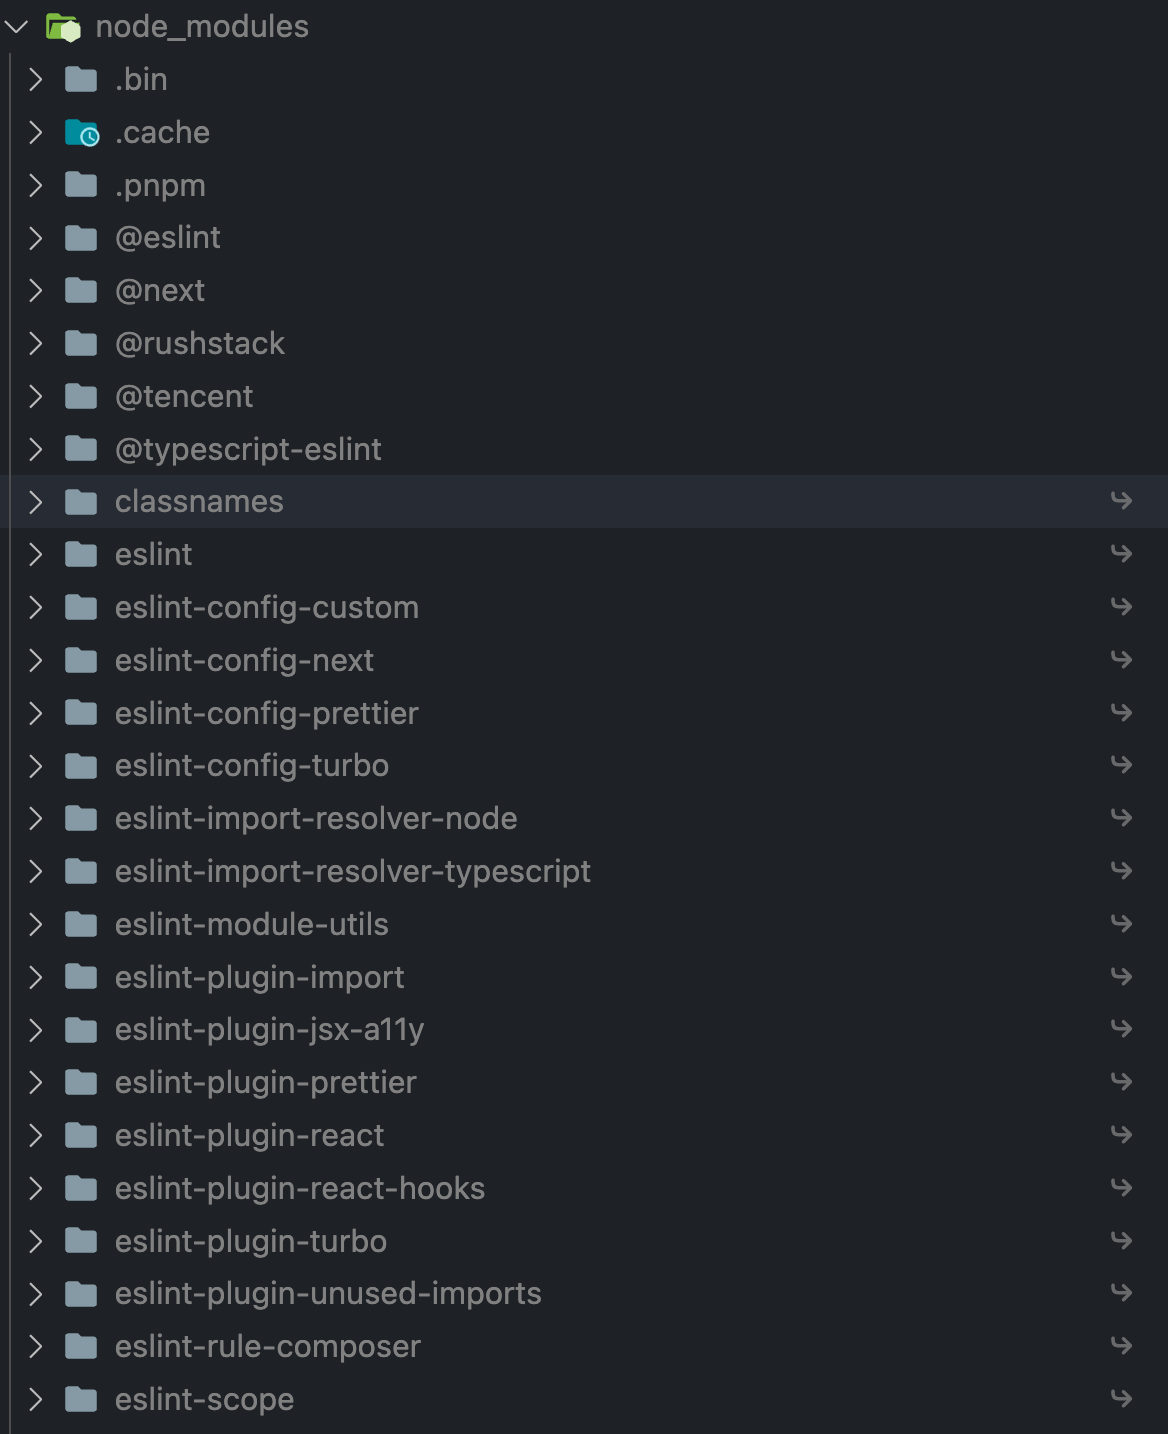 node_modules
.bin
.cache
.pnpm
@eslint
@next
@rushstack
@tencent
@typescript-eslint
classnames
eslint
eslint-config-custom
eslint-config-next
eslint-config-prettier
eslint-config-turbo
eslint-import-resolver-node
eslint-import-resolver-typescript
eslint-module-utils
eslint-plugin-import
eslint-plugin-jsx-a11y
eslint-plugin-prettier
eslint-plugin-react
eslint-plugin-react-hooks
eslint-plugin-turbo
eslint-plugin-unused-imports
eslint-rule-composer
eslint-scope